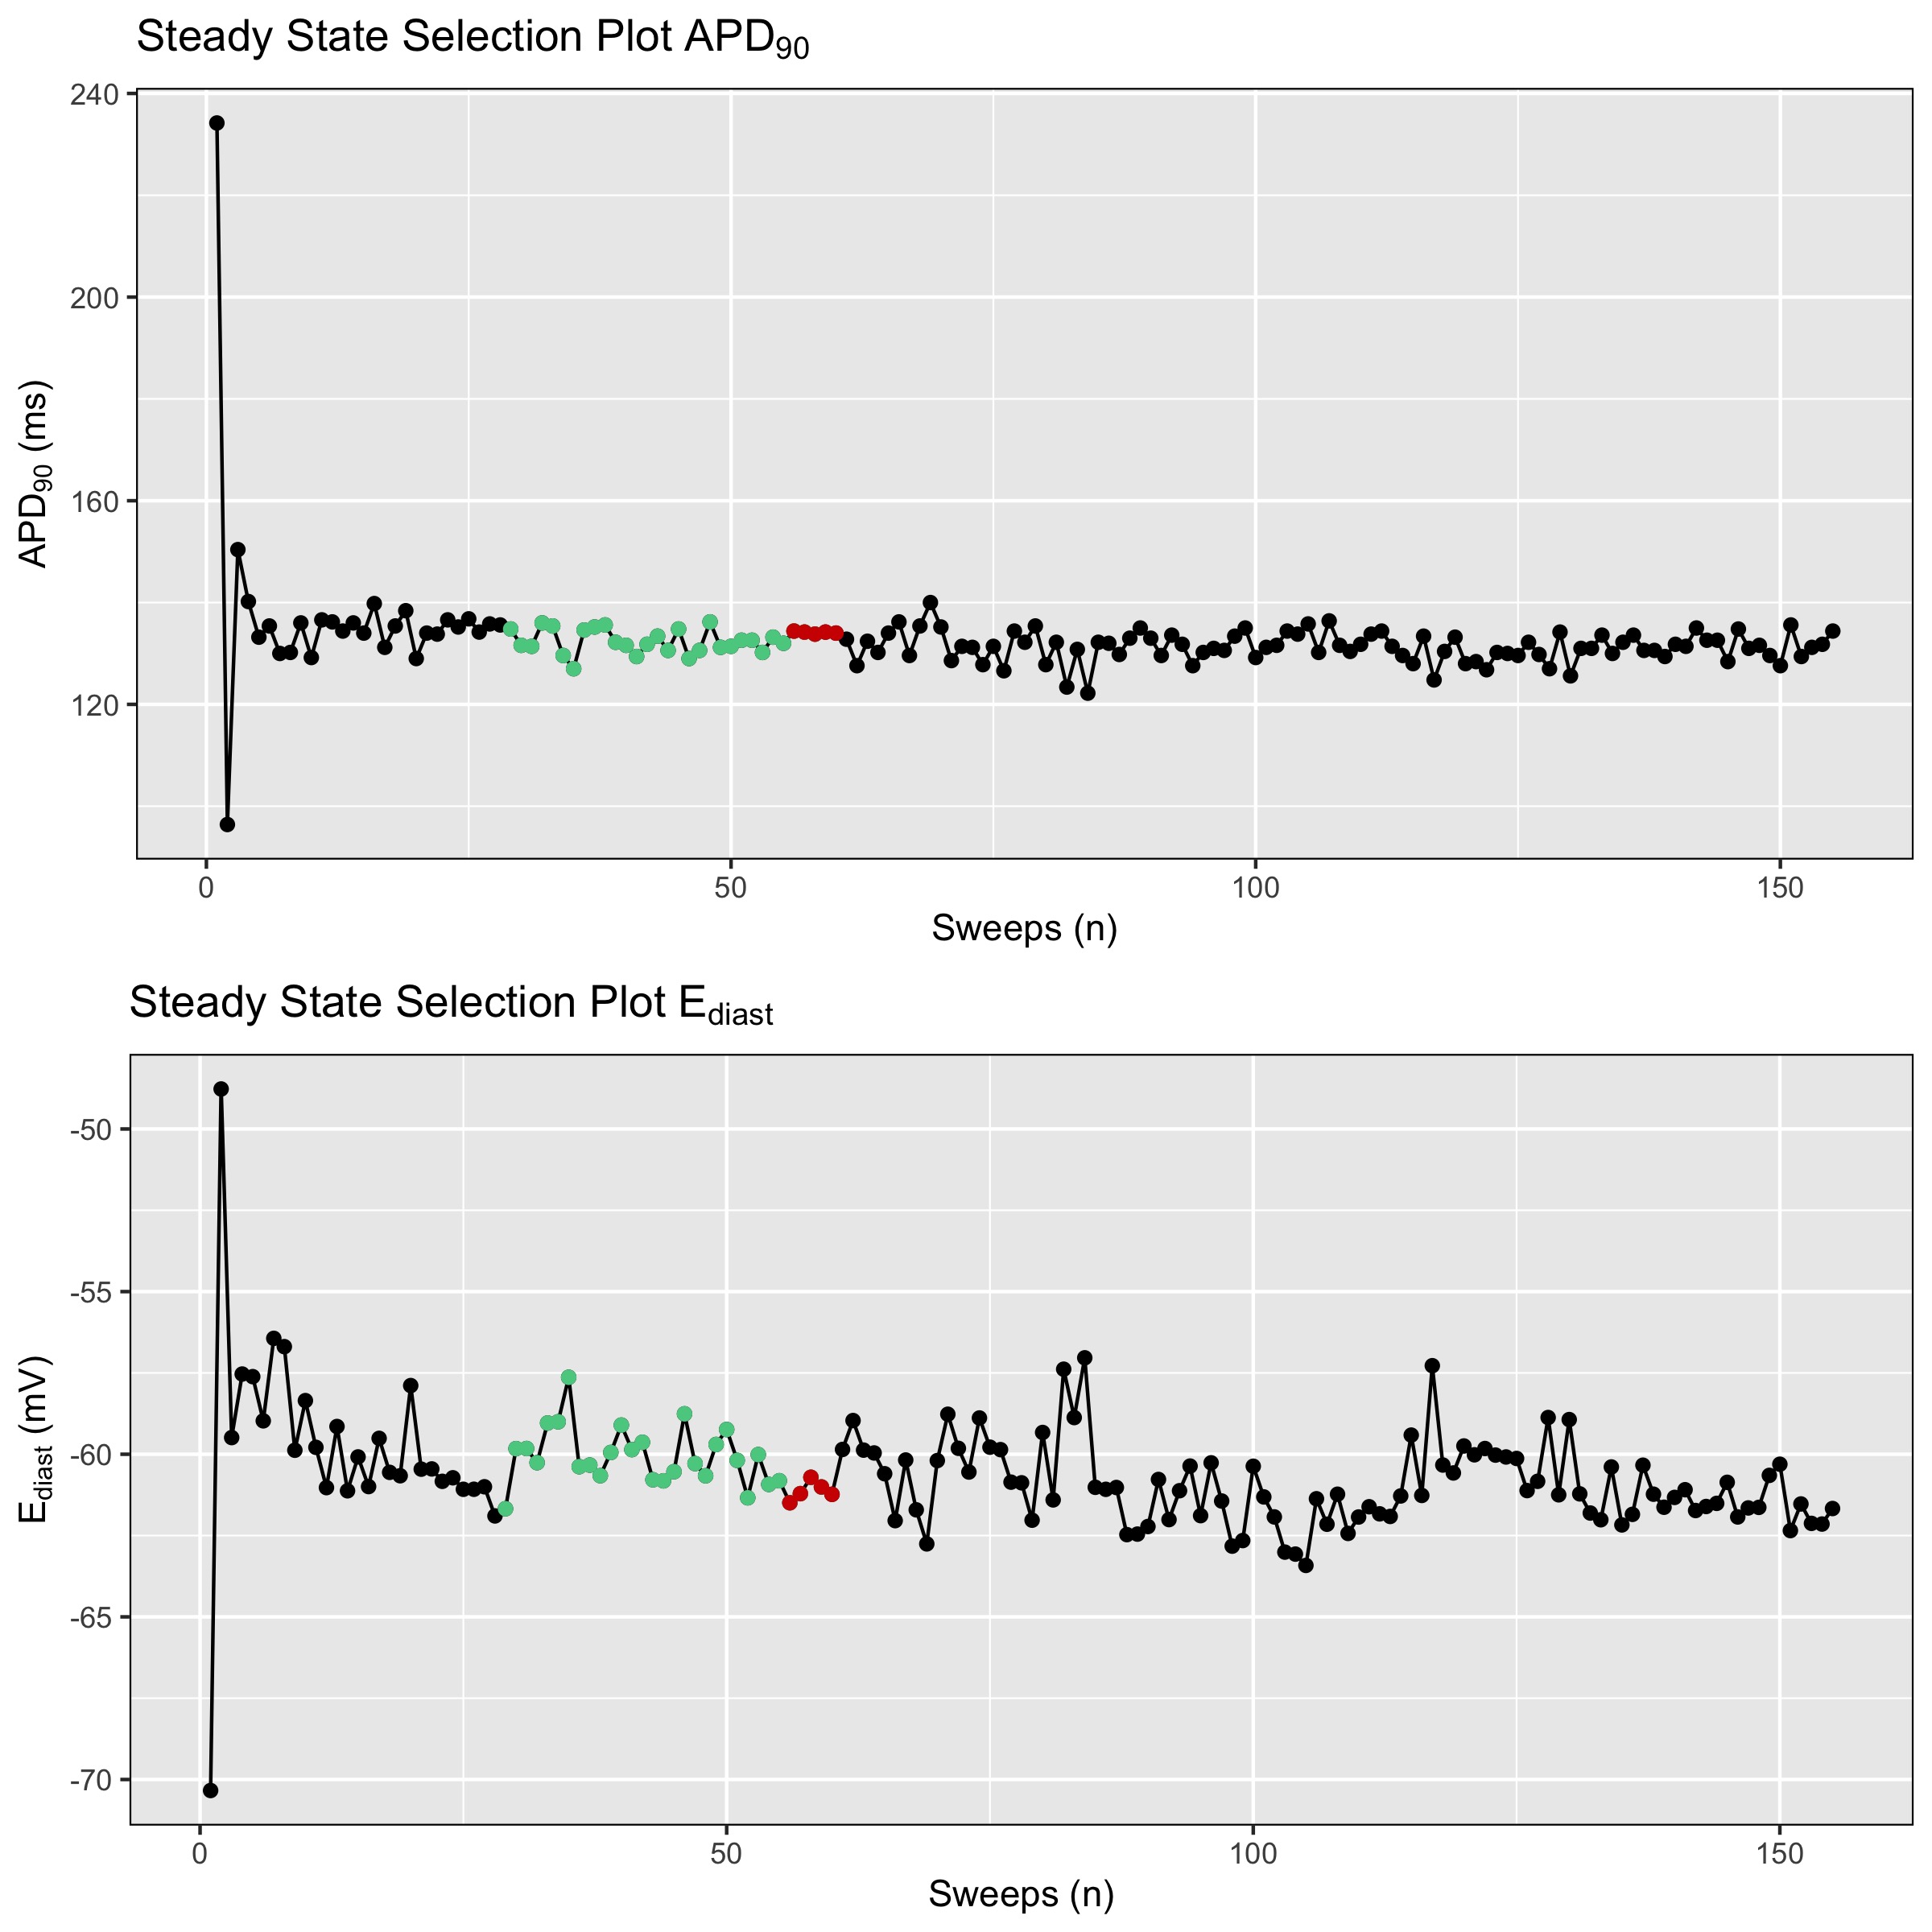 Steady State Selection Plot APD90
240
200
160
120
APD90 (ms)
0 50 100 150
Sweeps (n)
Steady State Selection Plot Ediast
-50
-55
-60
-65
-70
Ediast (mV)
0 50 100 150
Sweeps (n)